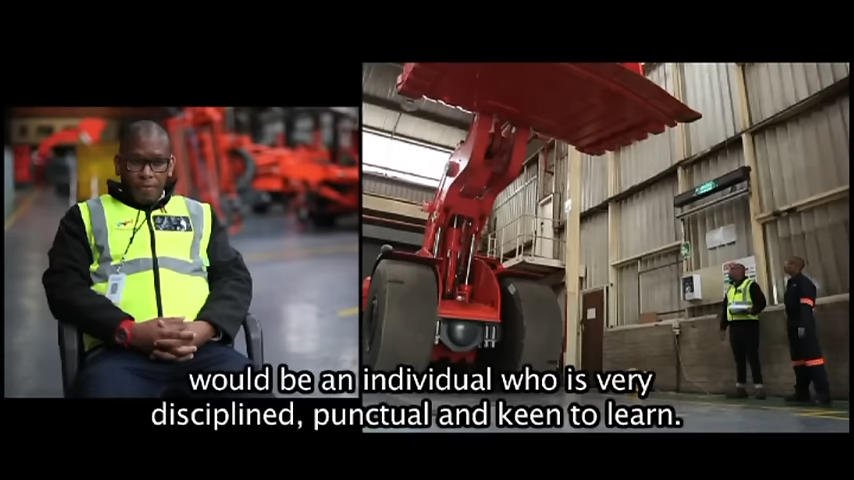 would be an individual who is very
disciplined, punctual and keen to learn.